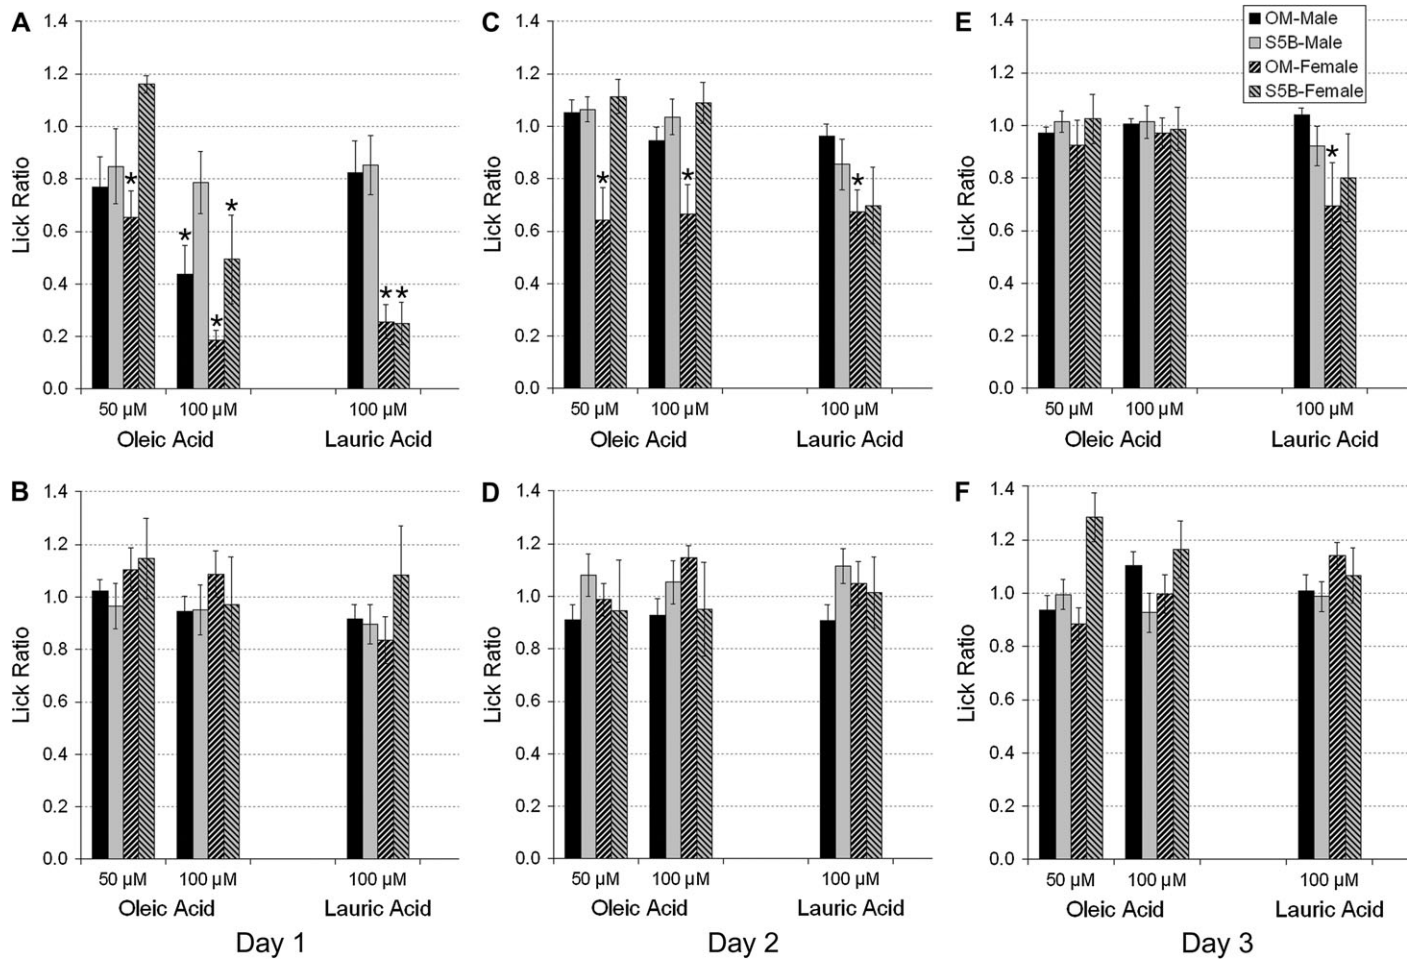 A
Lick Ratio
1.4
1.2
1.0
0.8
0.6
0.4
0.2
0.0
* * * * * *
50 µM 100 µM 100 µM
Oleic Acid Lauric Acid
C
Lick Ratio
1.4
1.2
1.0
0.8
0.6
0.4
0.2
0.0
* * *
50 µM 100 µM 100 µM
Oleic Acid Lauric Acid
E
Lick Ratio
1.4
1.2
1.0
0.8
0.6
0.4
0.2
0.0
*
OM-Male
S5B-Male
OM-Female
S5B-Female
50 µM 100 µM 100 µM
Oleic Acid Lauric Acid
B
Lick Ratio
1.4
1.2
1.0
0.8
0.6
0.4
0.2
0.0
50 µM 100 µM 100 µM
Oleic Acid Lauric Acid
Day 1
D
Lick Ratio
1.4
1.2
1.0
0.8
0.6
0.4
0.2
0.0
50 µM 100 µM 100 µM
Oleic Acid Lauric Acid
Day 2
F
Lick Ratio
1.4
1.2
1.0
0.8
0.6
0.4
0.2
0.0
50 µM 100 µM 100 µM
Oleic Acid Lauric Acid
Day 3